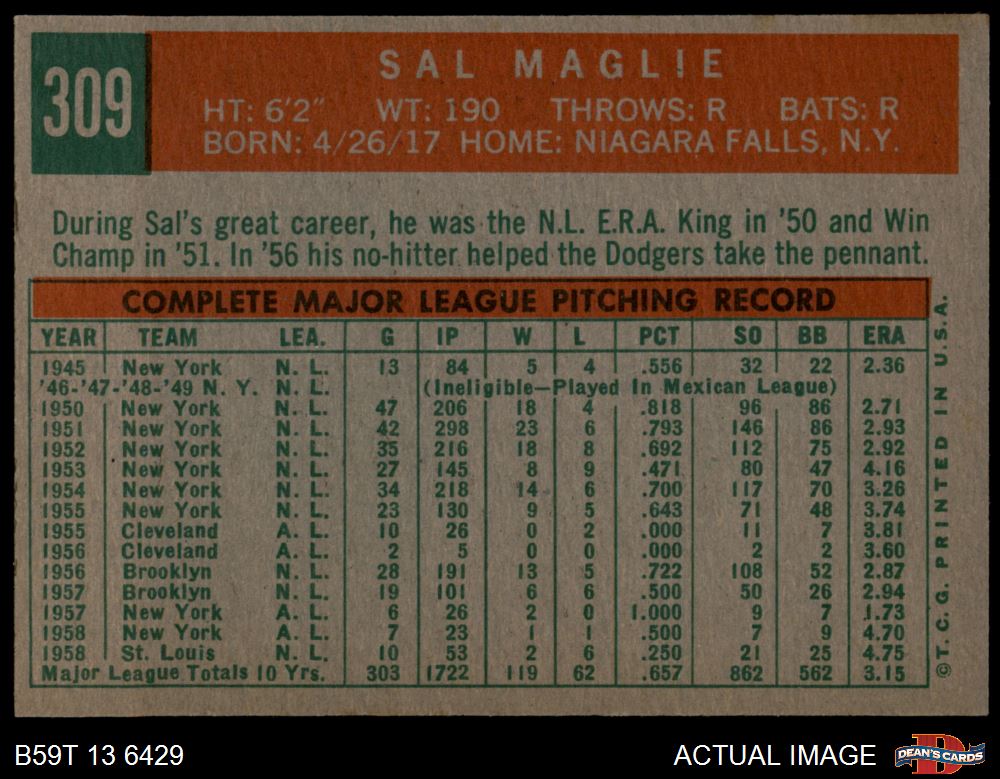 309
SAL MAGLIE
HT: 6'2" WT: 190 THROWS: R BATS: R
BORN: 4/26/17 HOME: NIAGARA FALLS, N.Y.
During Sal's great career, he was the N.L. E.R.A. King in '50 and Win
Champ in '51. In '56 his no-hitter helped the Dodgers take the pennant.
COMPLETE MAJOR LEAGUE PITCHING RECORD
YEAR TEAM LEA. G IP W L PCT SO BB ERA
1945 New York N. L. 13 84 5 4 .556 32 22 2.36
'46-'47-'48-'49 N. Y. N. L. (Ineligible—Played In Mexican League)
1950 New York N. L. 47 206 18 4 .818 96 86 2.71
1951 New York N. L. 42 298 23 6 .793 146 86 2.93
1952 New York N. L. 35 216 18 8 .692 112 75 2.92
1953 New York N. L. 27 145 8 9 .471 80 47 4.16
1954 New York N. L. 34 218 14 6 .700 117 70 3.26
1955 New York N. L. 23 130 9 5 .643 71 48 3.74
1955 Cleveland A. L. 10 26 0 2 .000 11 7 3.81
1956 Cleveland A. L. 2 5 0 0 .000 2 2 3.60
1956 Brooklyn N. L. 28 191 13 5 .722 108 52 2.87
1957 Brooklyn N. L. 19 101 6 6 .500 50 26 2.94
1957 New York A. L. 6 26 2 0 1.000 9 7 1.73
1958 New York A. L. 7 23 1 1 .500 7 9 4.70
1958 St. Louis N. L. 10 53 2 6 .250 21 25 4.75
Major League Totals 10 Yrs. 303 1722 119 62 .657 862 562 3.15
©T.C.G. PRINTED IN U.S.A.
B59T 13 6429
ACTUAL IMAGE
DEAN'S CARDS